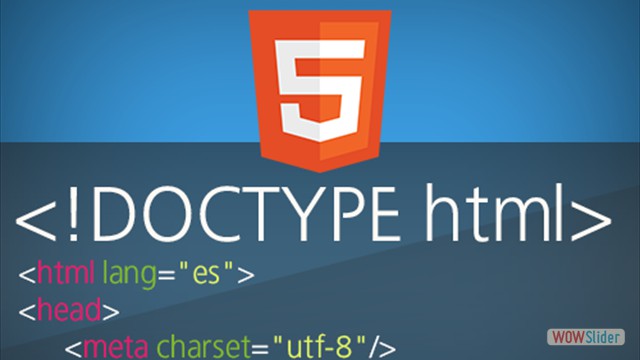 5
<!DOCTYPE html>
<html lang="es">
<head>
<meta charset="utf-8"/>
WOWSlider